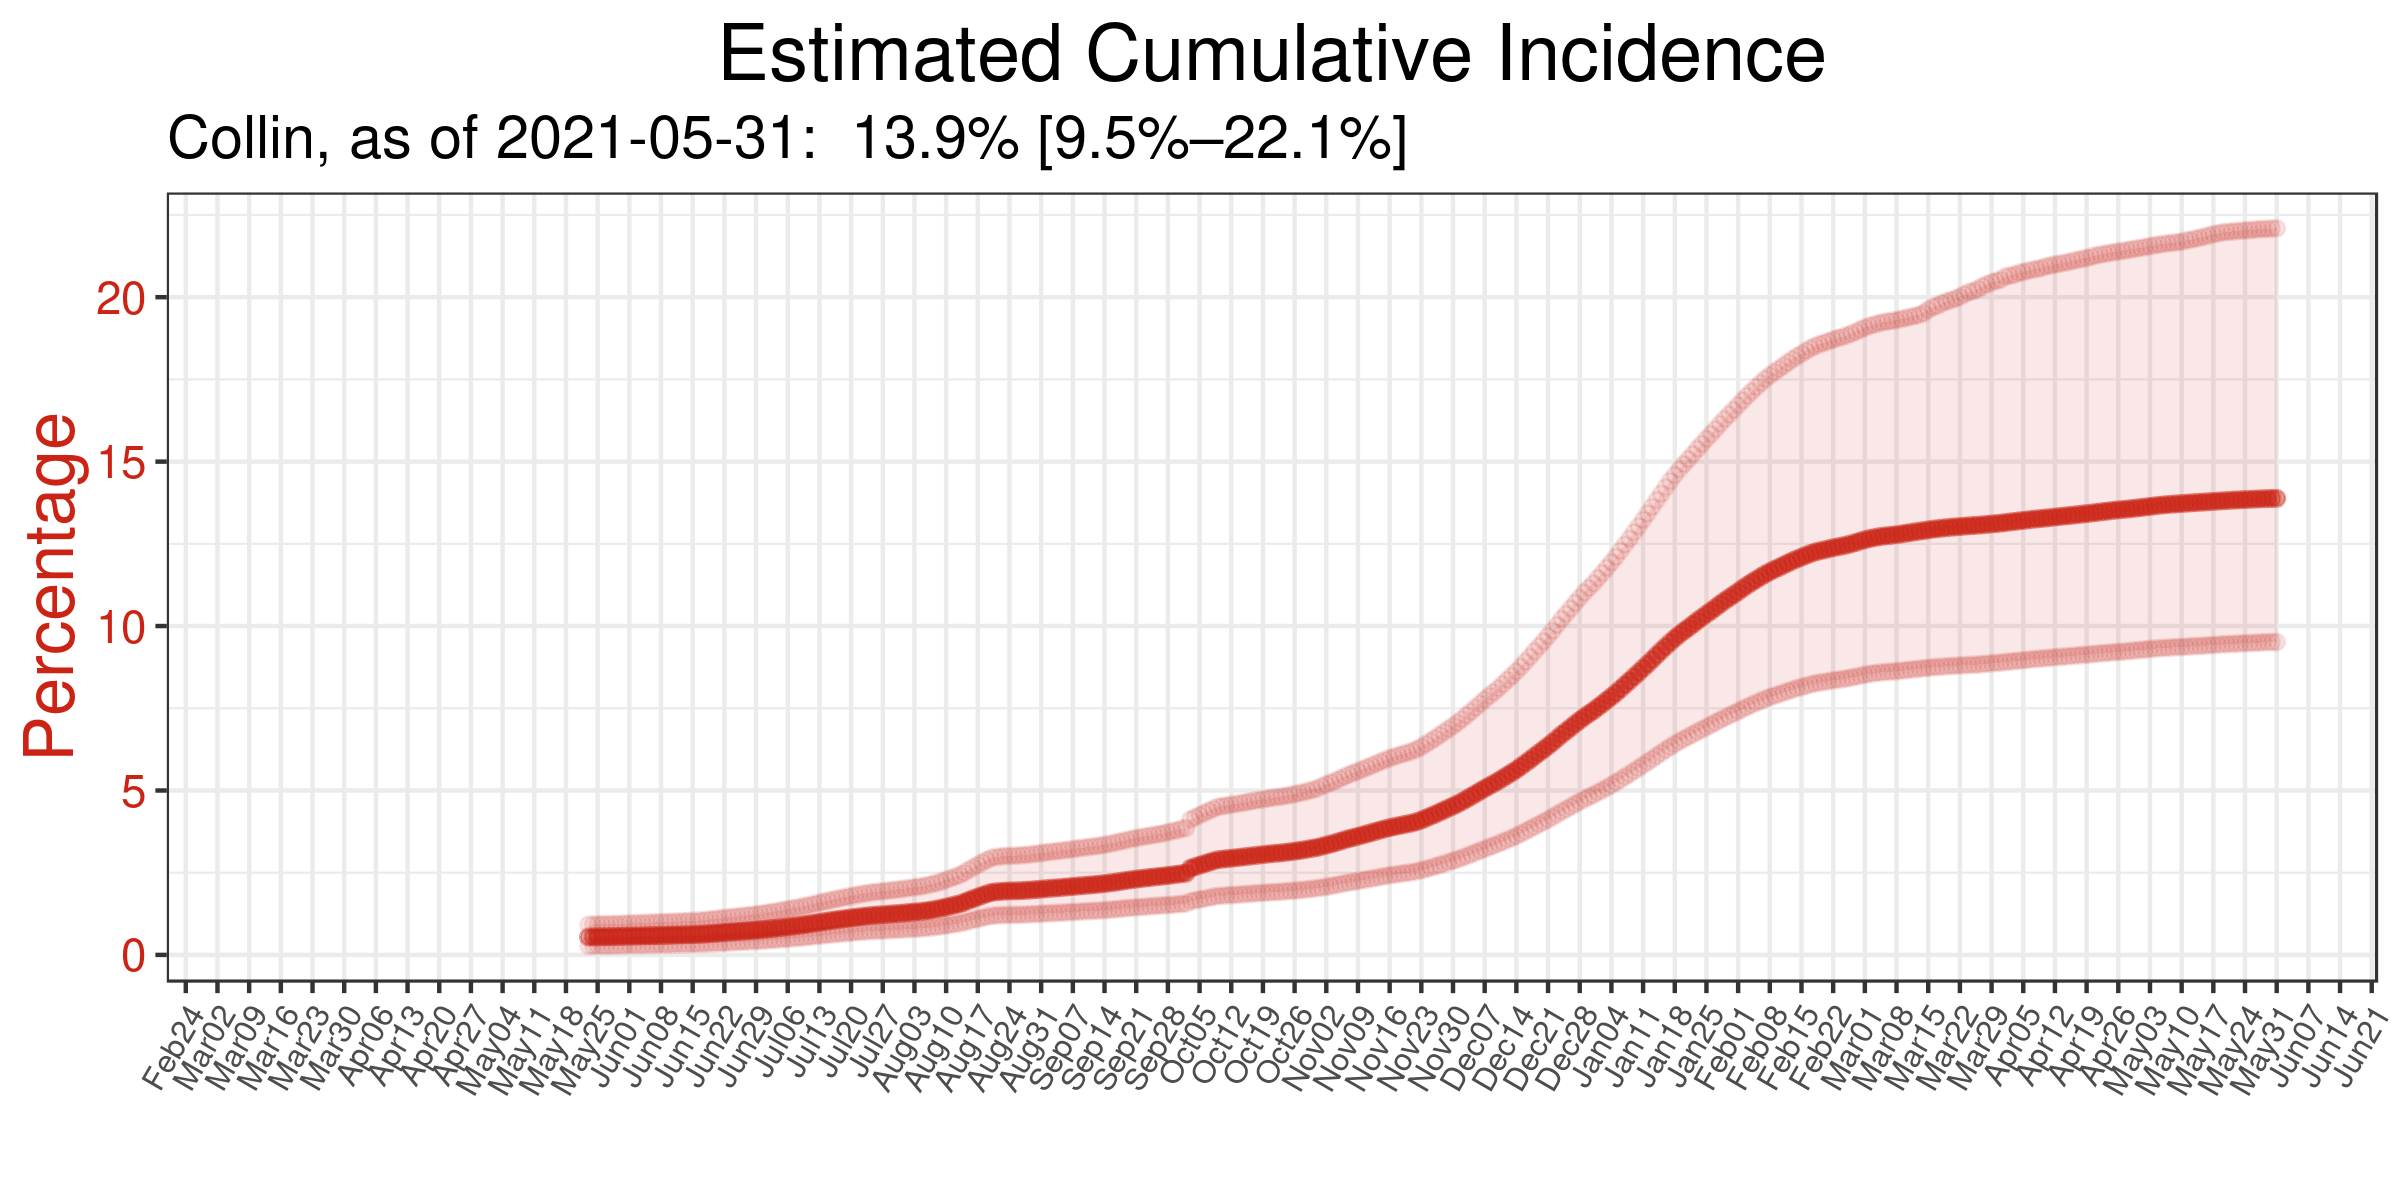 Estimated Cumulative Incidence
Collin, as of 2021-05-31:  13.9% [9.5%–22.1%]
Percentage
20
15
10
5
0
Feb24
Mar02
Mar09
Mar16
Mar23
Mar30
Apr06
Apr13
Apr20
Apr27
May04
May11
May18
May25
Jun01
Jun08
Jun15
Jun22
Jun29
Jul06
Jul13
Jul20
Jul27
Aug03
Aug10
Aug17
Aug24
Aug31
Sep07
Sep14
Sep21
Sep28
Oct05
Oct12
Oct19
Oct26
Nov02
Nov09
Nov16
Nov23
Nov30
Dec07
Dec14
Dec21
Dec28
Jan04
Jan11
Jan18
Jan25
Feb01
Feb08
Feb15
Feb22
Mar01
Mar08
Mar15
Mar22
Mar29
Apr05
Apr12
Apr19
Apr26
May03
May10
May17
May24
May31
Jun07
Jun14
Jun21